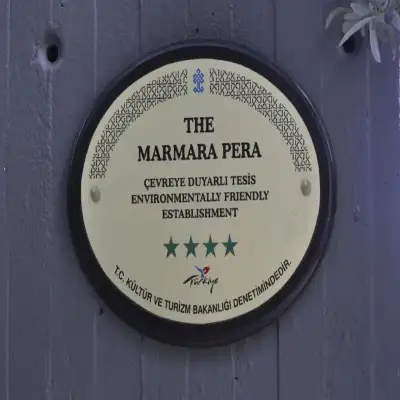 THE
MARMARA PERA
ÇEVREYE DUYARLI TESİS
ENVIRONMENTALLY FRIENDLY
ESTABLISHMENT
Türkiye
T.C. KÜLTÜR VE TURİZM BAKANLIĞI DENETİMİNDEDİR.